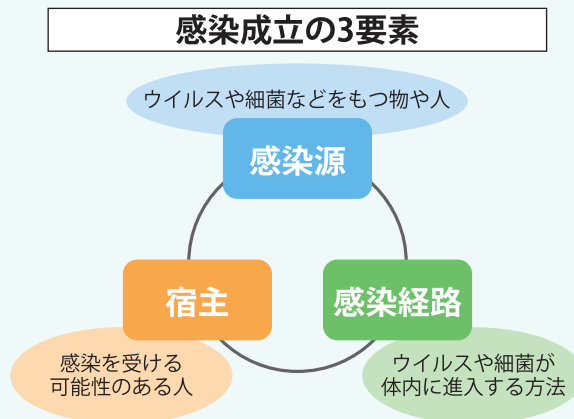 感染成立の3要素
ウイルスや細菌などをもつ物や人
感染源
宿主
感染経路
感染を受ける
可能性のある人
ウイルスや細菌が
体内に進入する方法